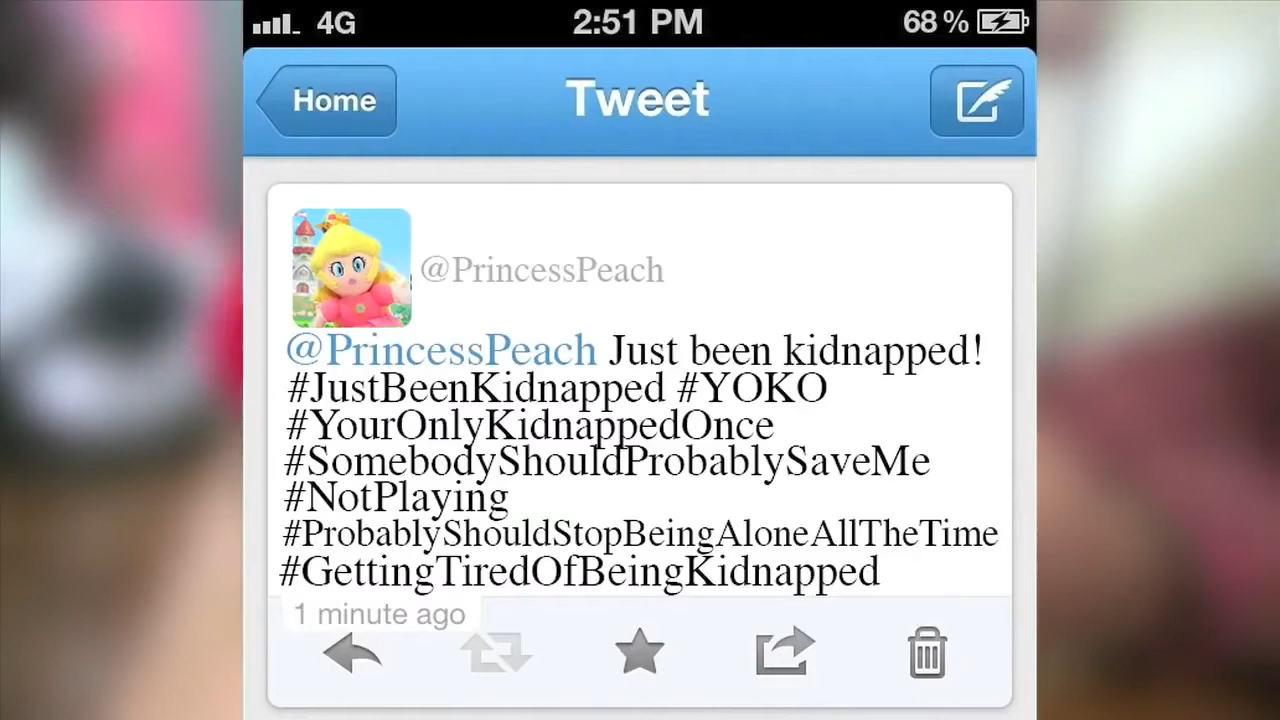 4G 2:51 PM 68 %
Home Tweet
@PrincessPeach
@PrincessPeach Just been kidnapped!
#JustBeenKidnapped #YOKO
#YourOnlyKidnappedOnce
#SomebodyShouldProbablySaveMe
#NotPlaying
#ProbablyShouldStopBeingAloneAllTheTime
#GettingTiredOfBeingKidnapped
1 minute ago